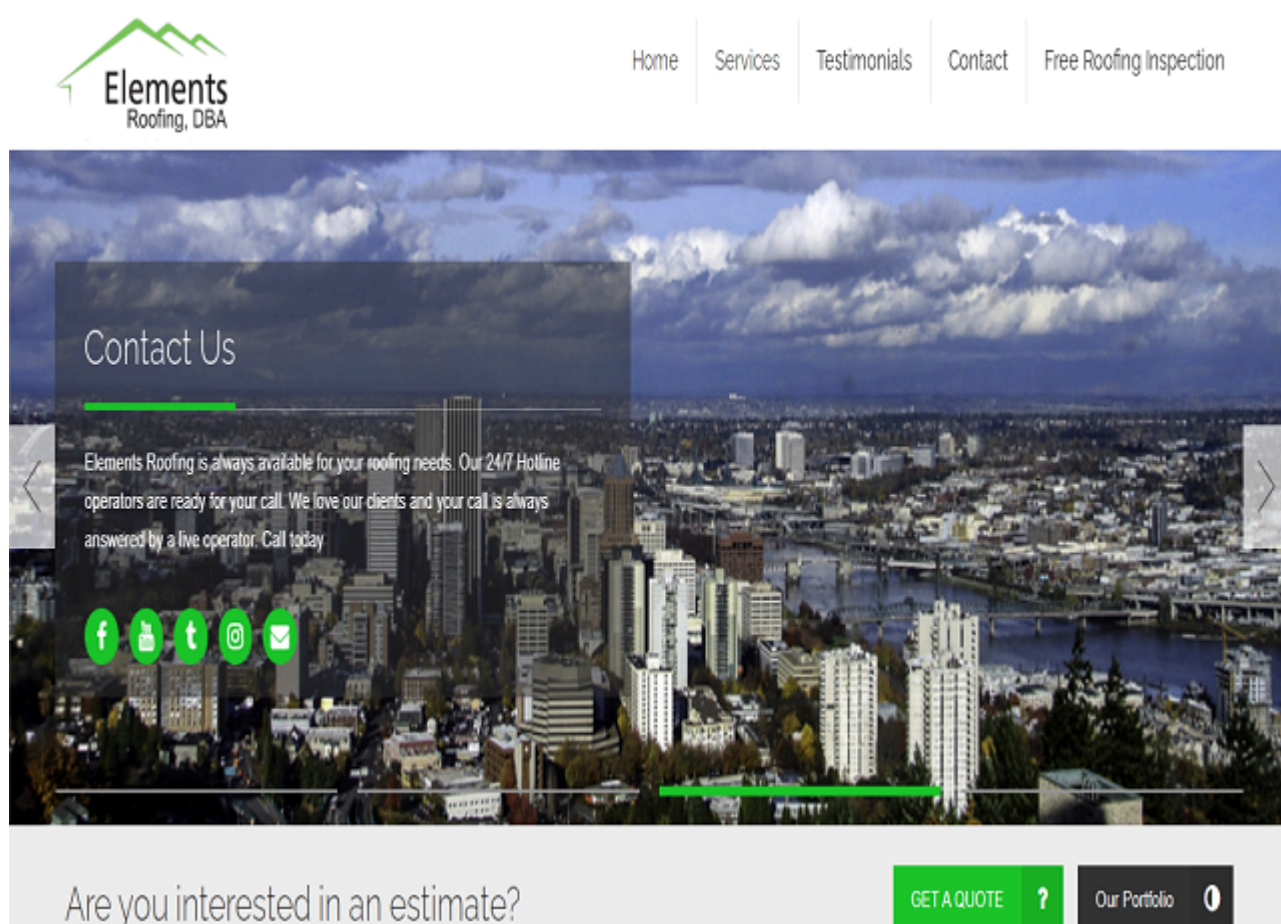 Elements
Roofing, DBA
Home Services Testimonials Contact Free Roofing Inspection
Contact Us
Elements Roofing is always available for your roofing needs. Our 24/7 Hotline
operators are ready for your call. We love our clients and your call is always
answered by a live operator. Call today
Are you interested in an estimate?
GET A QUOTE ?
Our Portfolio